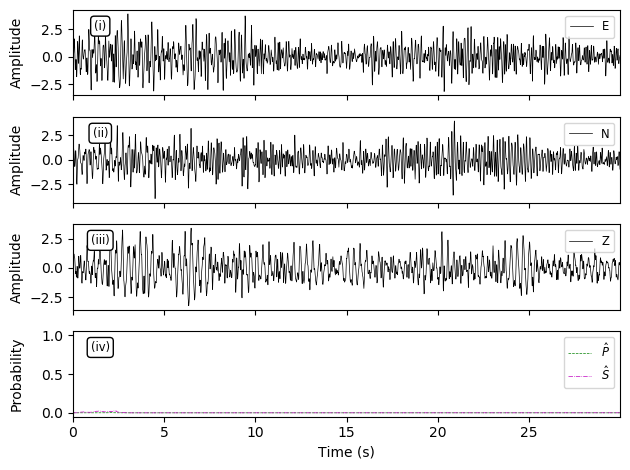 (i)
E
Amplitude
2.5
0.0
−2.5
(ii)
N
Amplitude
2.5
0.0
−2.5
(iii)
Z
Amplitude
2.5
0.0
−2.5
(iv)
P̂
Ŝ
Probability
1.0
0.5
0.0
0 5 10 15 20 25
Time (s)